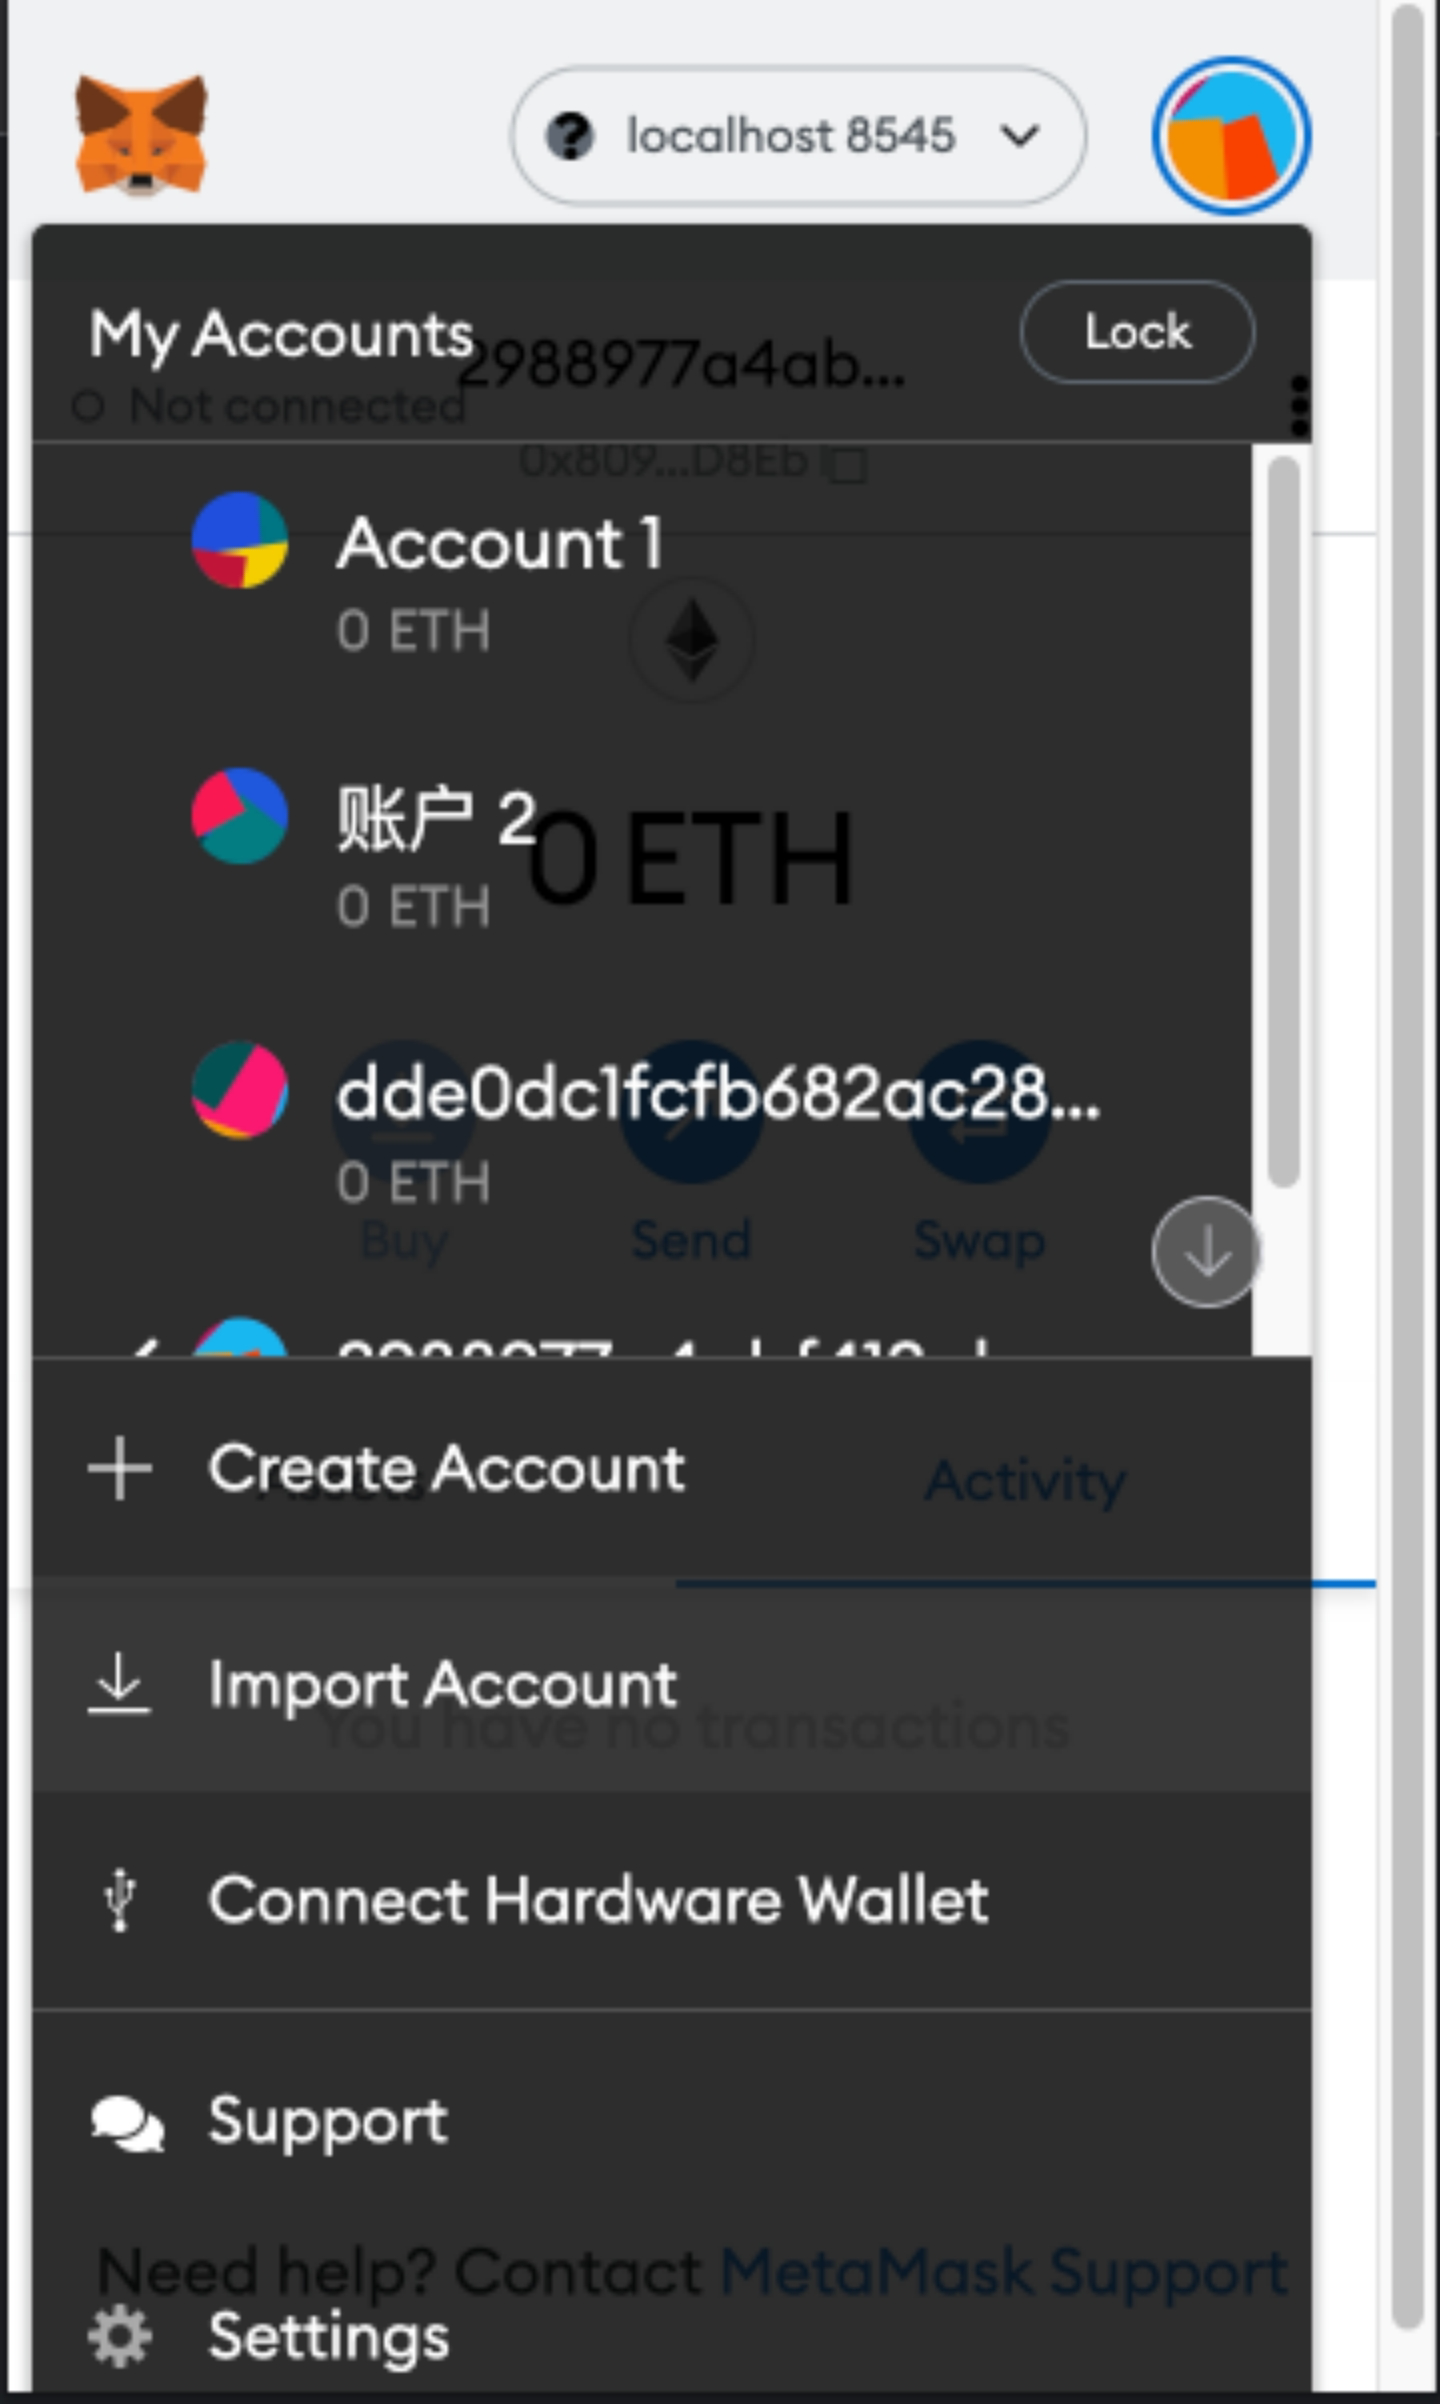 localhost 8545
My Accounts
Lock
2988977a4ab...
Not connected
0x809...D8Eb
Account 1
0 ETH
账户 2
0 ETH
0 ETH
dde0dc1fcfb682ac28...
0 ETH
Buy
Send
Swap
Create Account
Activity
Import Account
You have no transactions
Connect Hardware Wallet
Support
Need help? Contact MetaMask Support
Settings